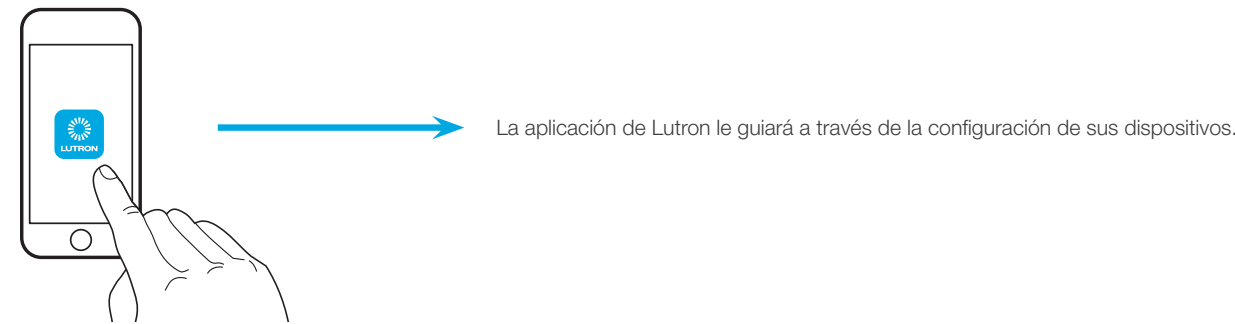 LUTRON
La aplicación de Lutron le guiará a través de la configuración de sus dispositivos.